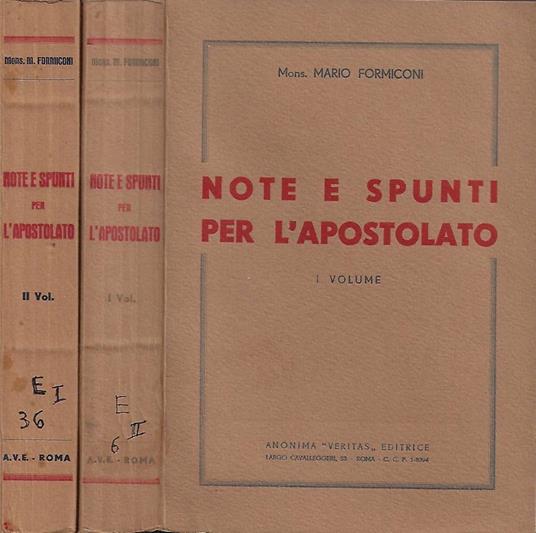 Mons. M. FORMICONI
NOTE E SPUNTI
PER
L'APOSTOLATO
II Vol.
E I
36
A.V.E. - ROMA
Mons. M. FORMICONI
NOTE E SPUNTI
PER
L'APOSTOLATO
I Vol.
E II
6
A.V.E. - ROMA
Mons. MARIO FORMICONI
NOTE E SPUNTI
PER L'APOSTOLATO
I VOLUME
ANONIMA "VERITAS„ EDITRICE
LARGO CAVALLEGGERI, 33 - ROMA - C. C. P. 1-8094